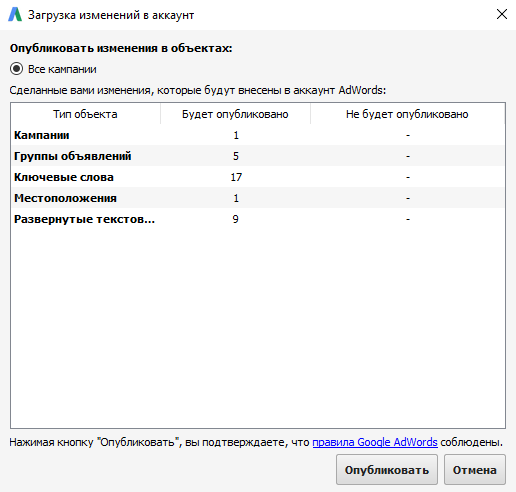 Загрузка изменений в аккаунт
Опубликовать изменения в объектах:
Все кампании
Сделанные вами изменения, которые будут внесены в аккаунт AdWords:
Тип объекта Будет опубликовано Не будет опубликовано
Кампании 1 -
Группы объявлений 5 -
Ключевые слова 17 -
Местоположения 1 -
Развернутые текстов... 9 -
Нажимая кнопку "Опубликовать", вы подтверждаете, что правила Google AdWords соблюдены.
Опубликовать Отмена